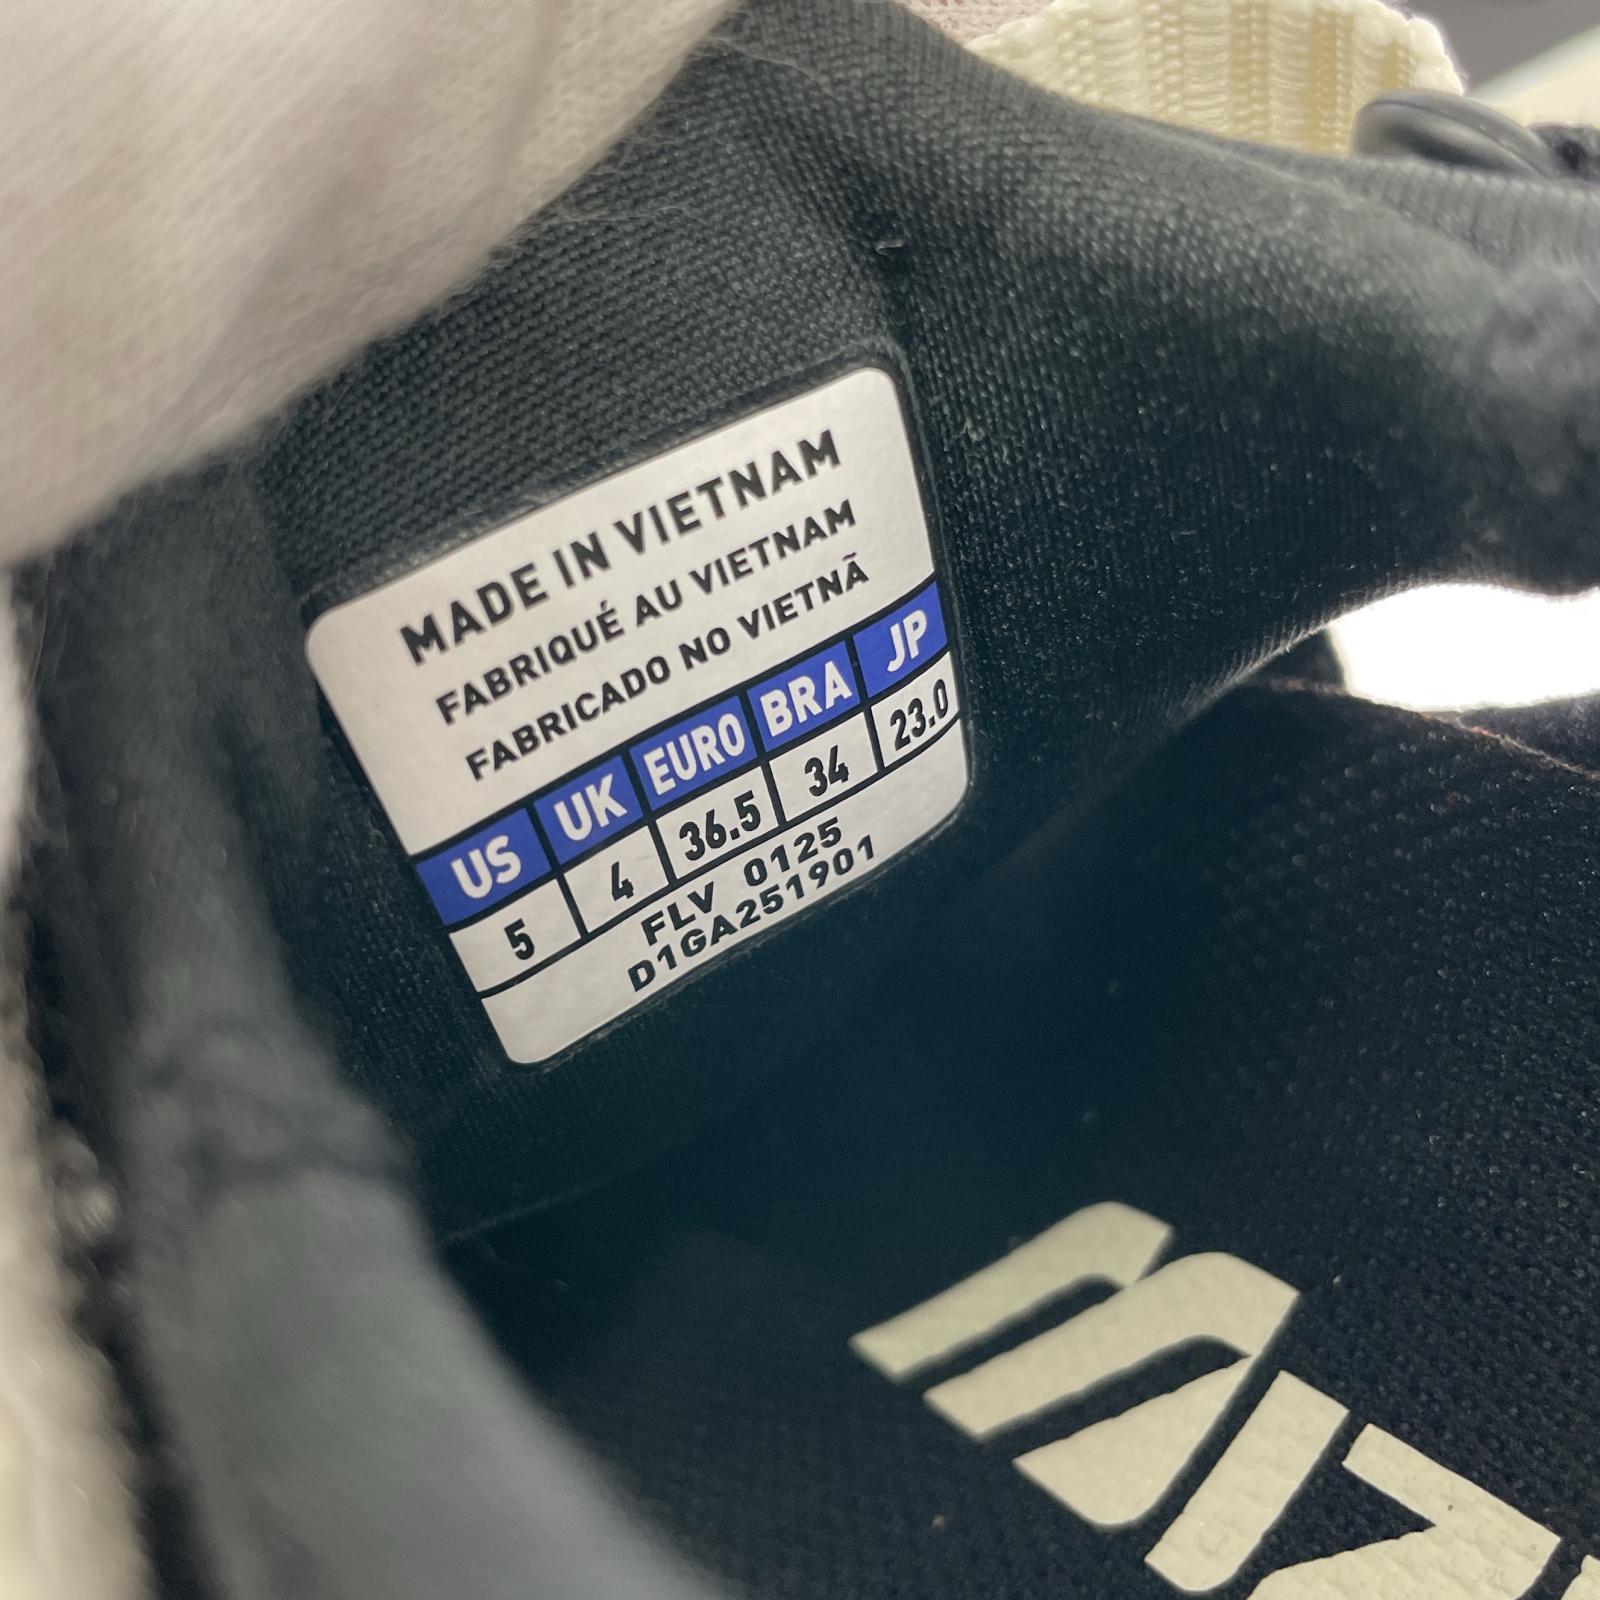 MADE IN VIETNAM
FABRIQUÉ AU VIETNAM
FABRICADO NO VIETNÃ
US UK EURO BRA JP
5 4 36.5 34 23.0
FLV 0125
D1GA251901
MIZ